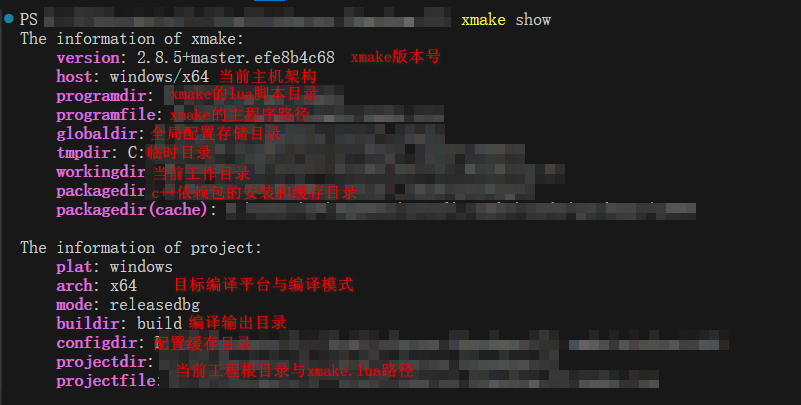 PS xmake show
The information of xmake:
version: 2.8.5+master.efe8b4c68 xmake版本号
host: windows/x64 当前主机架构
programdir: xmake的lua脚本目录
programfile: xmake的主程序路径
globaldir: 全局配置存储目录
tmpdir: C: 临时目录
workingdir 当前工作目录
packagedir c++依赖包的安装和缓存目录
packagedir(cache):
The information of project:
plat: windows
arch: x64 目标编译平台与编译模式
mode: releasedbg
buildir: build 编译输出目录
configdir: 配置缓存目录
projectdir:
当前工程根目录与xmake.lua路径
projectfile: